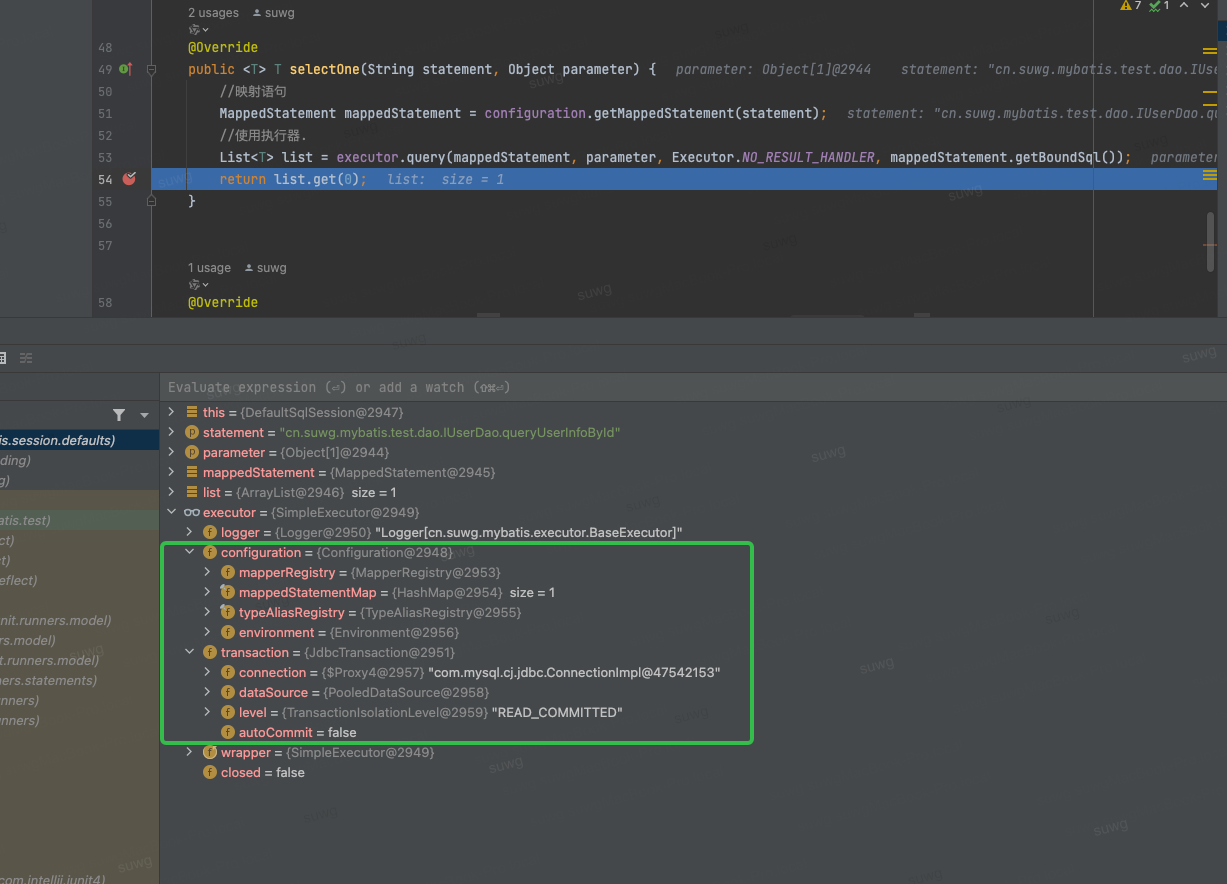 2 usages suwg
48 @Override
49 public <T> T selectOne(String statement, Object parameter) { parameter: Object[1]@2944 statement: "cn.suwg.mybatis.test.dao.IUse
50 //映射语句
51 MappedStatement mappedStatement = configuration.getMappedStatement(statement); statement: "cn.suwg.mybatis.test.dao.IUserDao.qu
52 //使用执行器.
53 List<T> list = executor.query(mappedStatement, parameter, Executor.NO_RESULT_HANDLER, mappedStatement.getBoundSql()); parameter
54 return list.get(0); list: size = 1
55 }
56
57
1 usage suwg
58 @Override
7 1
Evaluate expression (⏎) or add a watch (⇧⌘⏎)
this = {DefaultSqlSession@2947}
statement = "cn.suwg.mybatis.test.dao.IUserDao.queryUserInfoById"
parameter = {Object[1]@2944}
mappedStatement = {MappedStatement@2945}
list = {ArrayList@2946} size = 1
executor = {SimpleExecutor@2949}
logger = {Logger@2950} "Logger[cn.suwg.mybatis.executor.BaseExecutor]"
configuration = {Configuration@2948}
mapperRegistry = {MapperRegistry@2953}
mappedStatementMap = {HashMap@2954} size = 1
typeAliasRegistry = {TypeAliasRegistry@2955}
environment = {Environment@2956}
transaction = {JdbcTransaction@2951}
connection = {$Proxy4@2957} "com.mysql.cj.jdbc.ConnectionImpl@47542153"
dataSource = {PooledDataSource@2958}
level = {TransactionIsolationLevel@2959} "READ_COMMITTED"
autoCommit = false
wrapper = {SimpleExecutor@2949}
closed = false
is.session.defaults)
ding)
g)
atis.test)
ct)
t)
eflect)
nit.runners.model)
rs.model)
t.runners.model)
ners.statements)
nners)
nners)
com.intellij.junit4)
suwg